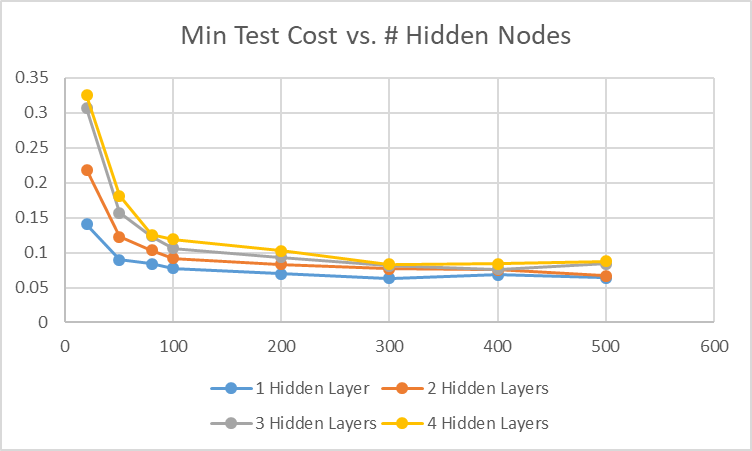 Min Test Cost vs. # Hidden Nodes
0.35
0.3
0.25
0.2
0.15
0.1
0.05
0
0 100 200 300 400 500 600
1 Hidden Layer 2 Hidden Layers
3 Hidden Layers 4 Hidden Layers